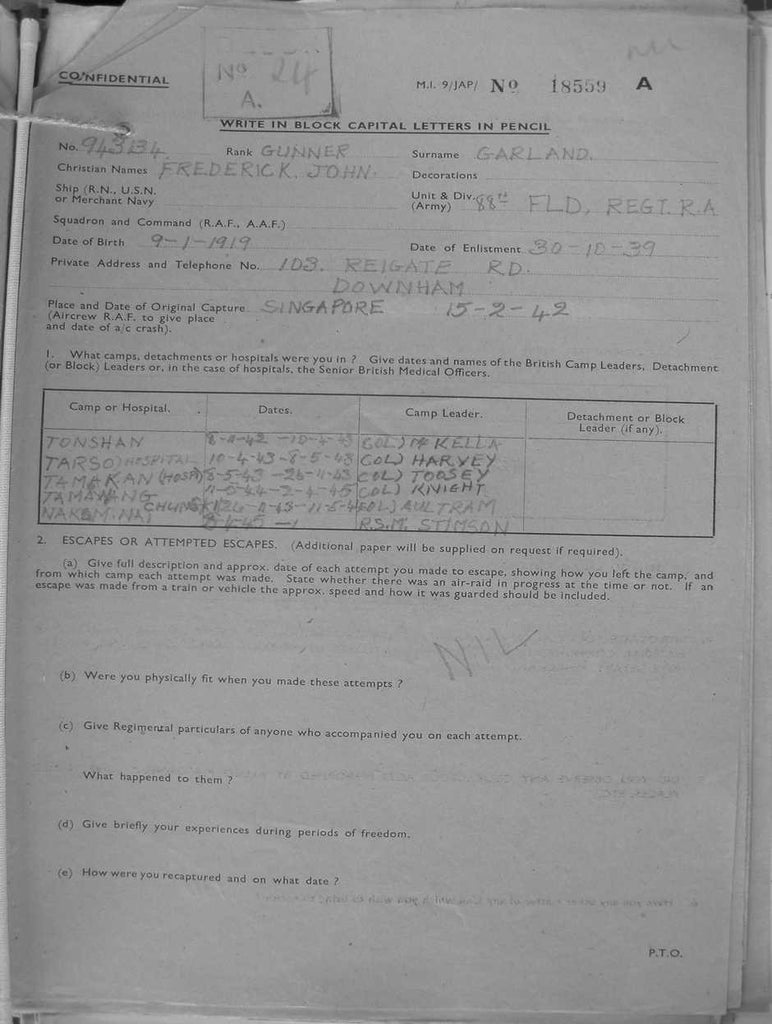 CONFIDENTIAL
Nº 24
A.
M.I. 9/JAP/ Nº 18559 A
WRITE IN BLOCK CAPITAL LETTERS IN PENCIL
No. 943134 Rank GUNNER Surname GARLAND.
Christian Names FREDERICK. JOHN. Decorations
Ship (R.N., U.S.N. or Merchant Navy
Unit & Div. (Army) 88th FLD, REGT. R.A
Squadron and Command (R.A.F., A.A.F.)
Date of Birth 9-1-1919 Date of Enlistment 30-10-39
Private Address and Telephone No. 103. REIGATE RD.
DOWNHAM
Place and Date of Original Capture SINGAPORE 15-2-42
(Aircrew R.A.F. to give place
and date of a/c crash).
1. What camps, detachments or hospitals were you in ? Give dates and names of the British Camp Leaders, Detachment
(or Block) Leaders or, in the case of hospitals, the Senior British Medical Officers.
Camp or Hospital. Dates. Camp Leader. Detachment or Block Leader (if any).
TONSHAN -10-4-43 COL) Mc KELLA
TARSO) HOSPITAL 10-4-43 -8-5-43 COL) HARVEY
TAMAKAN (HOSP) 8-5-43 -26-11-43 COL) TOOSEY
TAMAWANG -2-4-45 COL) KNIGHT
CHUNGKI COL) AULTRAM
NAKOM. NAI R.S.M. STIMSON
2. ESCAPES OR ATTEMPTED ESCAPES. (Additional paper will be supplied on request if required).
(a) Give full description and approx. date of each attempt you made to escape, showing how you left the camp, and
from which camp each attempt was made. State whether there was an air-raid in progress at the time or not. If an
escape was made from a train or vehicle the approx. speed and how it was guarded should be included.
NIL
(b) Were you physically fit when you made these attempts ?
(c) Give Regimental particulars of anyone who accompanied you on each attempt.
What happened to them ?
(d) Give briefly your experiences during periods of freedom.
(e) How were you recaptured and on what date ?
P.T.O.